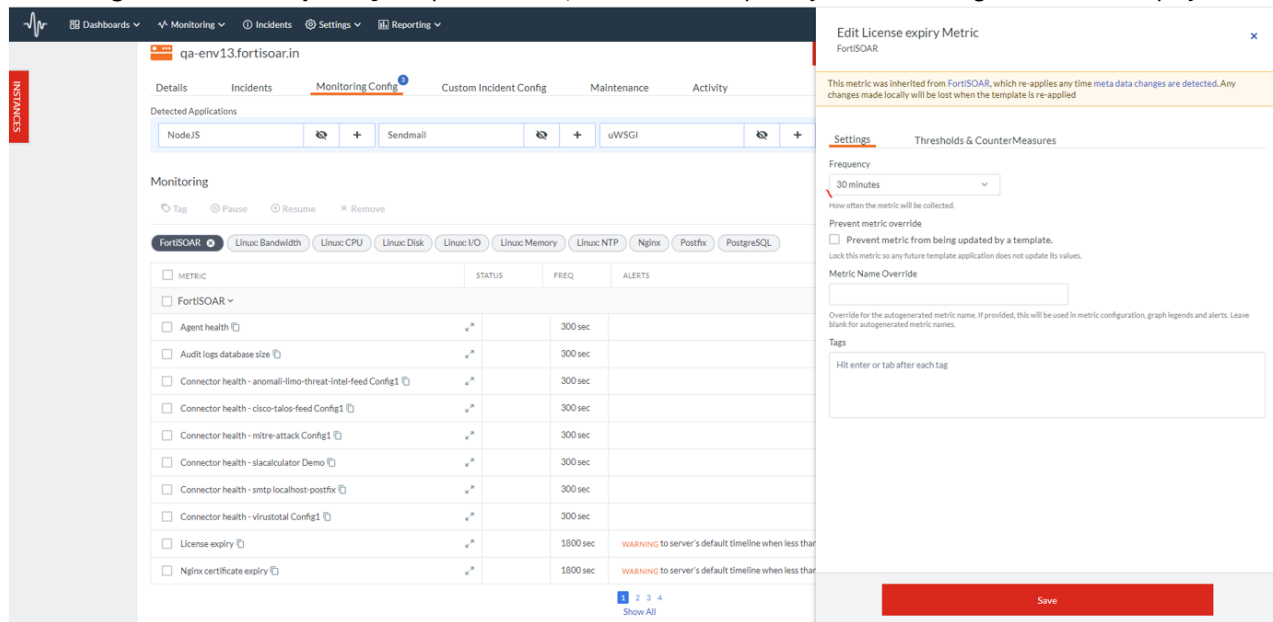 Dashboards Monitoring Incidents Settings Reporting
qa-env13.fortisoar.in
INSTANCES
Details Incidents Monitoring Config 3 Custom Incident Config Maintenance Activity
Detected Applications
NodeJS + Sendmail + uWSGI +
Monitoring
Tag Pause Resume × Remove
FortiSOAR Linux: Bandwidth Linux: CPU Linux: Disk Linux: I/O Linux: Memory Linux: NTP Nginx Postfix PostgreSQL
METRIC STATUS FREQ ALERTS
FortiSOAR
Agent health 300 sec
Audit logs database size 300 sec
Connector health - anomali-limo-threat-intel-feed Config1 300 sec
Connector health - cisco-talos-feed Config1 300 sec
Connector health - mitre-attack Config1 300 sec
Connector health - slacalculator Demo 300 sec
Connector health - smtp localhost-postfix 300 sec
Connector health - virustotal Config1 300 sec
License expiry 1800 sec WARNING to server's default timeline when less than
Nginx certificate expiry 1800 sec WARNING to server's default timeline when less than
1 2 3 4
Show All
Edit License expiry Metric ×
FortiSOAR
This metric was inherited from FortiSOAR, which re-applies any time meta data changes are detected. Any
changes made locally will be lost when the template is re-applied
Settings Thresholds & CounterMeasures
Frequency
30 minutes
How often the metric will be collected.
Prevent metric override
Prevent metric from being updated by a template.
Lock this metric so any future template application does not update its values.
Metric Name Override
Override for the autogenerated metric name. If provided, this will be used in metric configuration, graph legends and alerts. Leave
blank for autogenerated metric names.
Tags
Hit enter or tab after each tag
Save